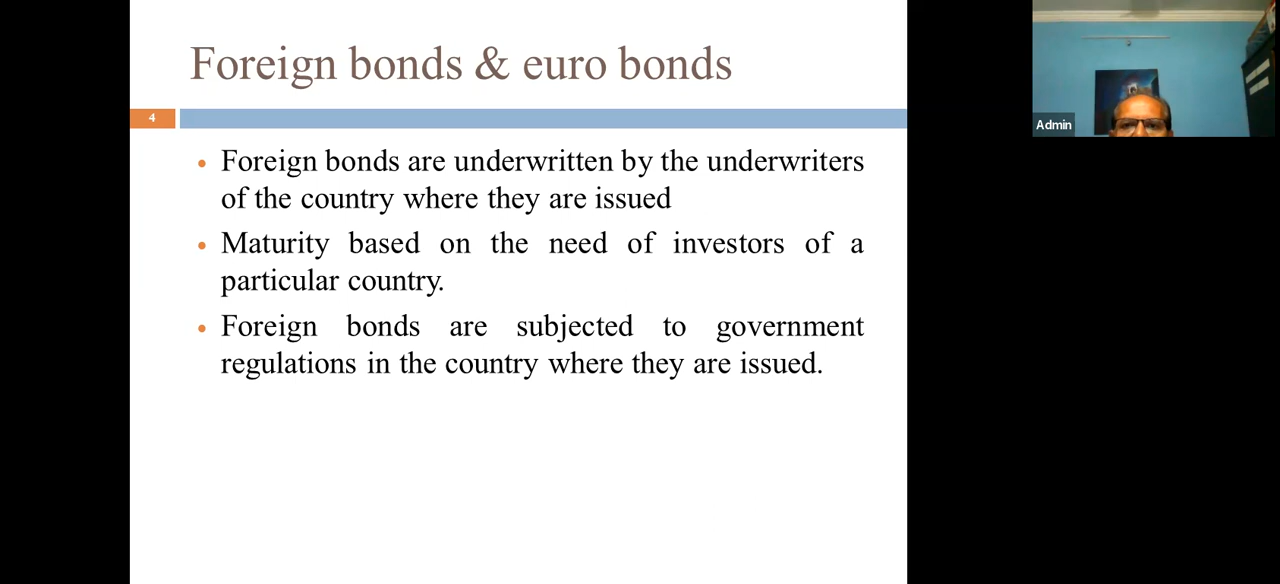 Foreign bonds & euro bonds
4
• Foreign bonds are underwritten by the underwriters
of the country where they are issued
• Maturity based on the need of investors of a
particular country.
• Foreign bonds are subjected to government
regulations in the country where they are issued.
Admin